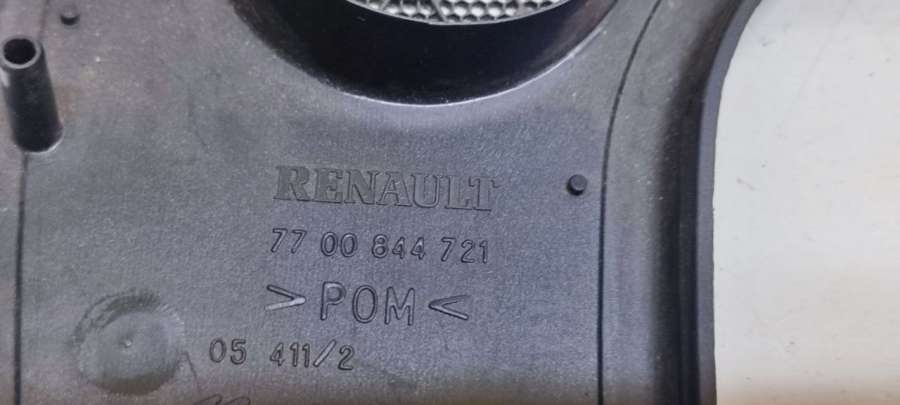 RENAULT
77 00 844 721
> POM <
05 411/2